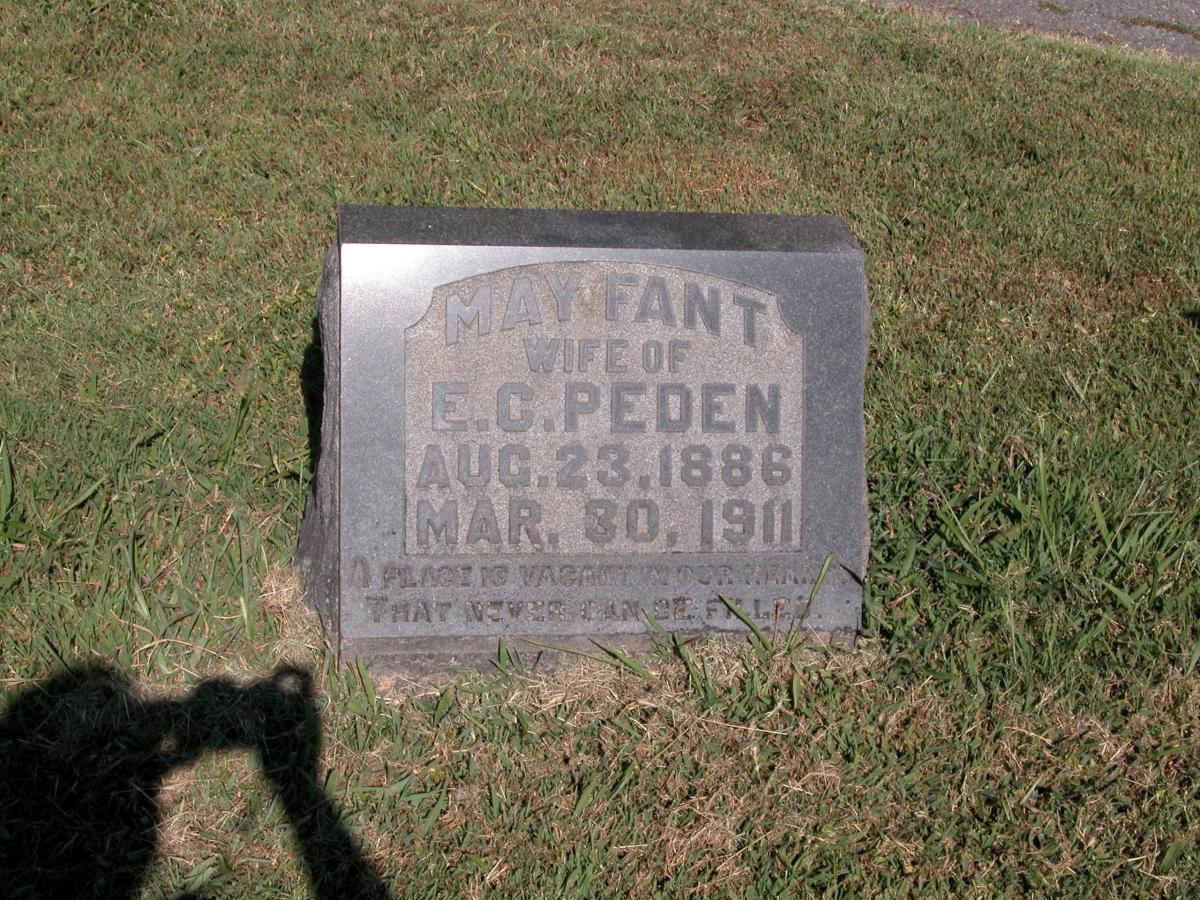 MAY FANT
WIFE OF
E.C. PEDEN
AUG. 23, 1886
MAR. 30, 1911
A PLACE IS VACANT IN OUR
THAT NEVER CAN BE FILLED.